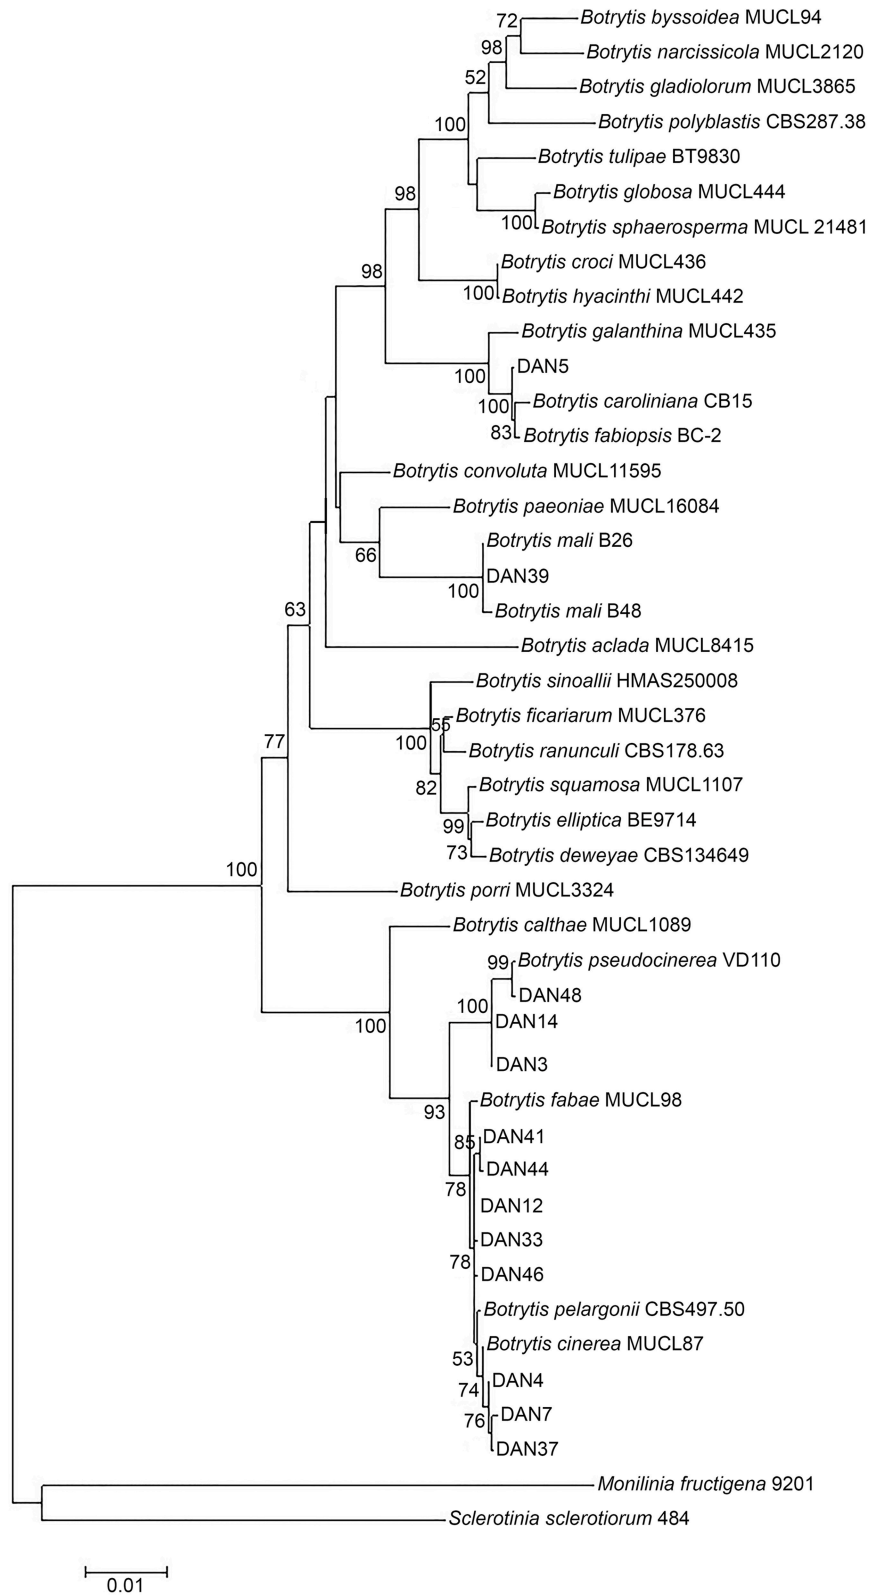 72
Botrytis byssoidea MUCL94
98
Botrytis narcissicola MUCL2120
52
Botrytis gladiolorum MUCL3865
100
Botrytis polyblastis CBS287.38
Botrytis tulipae BT9830
98
Botrytis globosa MUCL444
100
Botrytis sphaerosperma MUCL 21481
98
Botrytis croci MUCL436
100
Botrytis hyacinthi MUCL442
Botrytis galanthina MUCL435
100
DAN5
100
Botrytis caroliniana CB15
83
Botrytis fabiopsis BC-2
Botrytis convoluta MUCL11595
Botrytis paeoniae MUCL16084
66
Botrytis mali B26
DAN39
100
Botrytis mali B48
63
Botrytis aclada MUCL8415
Botrytis sinoallii HMAS250008
55
Botrytis ficariarum MUCL376
100
Botrytis ranunculi CBS178.63
77
82
Botrytis squamosa MUCL1107
99
Botrytis elliptica BE9714
73
Botrytis deweyae CBS134649
100
Botrytis porri MUCL3324
Botrytis calthae MUCL1089
99
Botrytis pseudocinerea VD110
DAN48
100
DAN14
100
DAN3
93
Botrytis fabae MUCL98
85
DAN41
DAN44
78
DAN12
DAN33
78
DAN46
Botrytis pelargonii CBS497.50
Botrytis cinerea MUCL87
53
DAN4
74
DAN7
76
DAN37
Monilinia fructigena 9201
Sclerotinia sclerotiorum 484
0.01